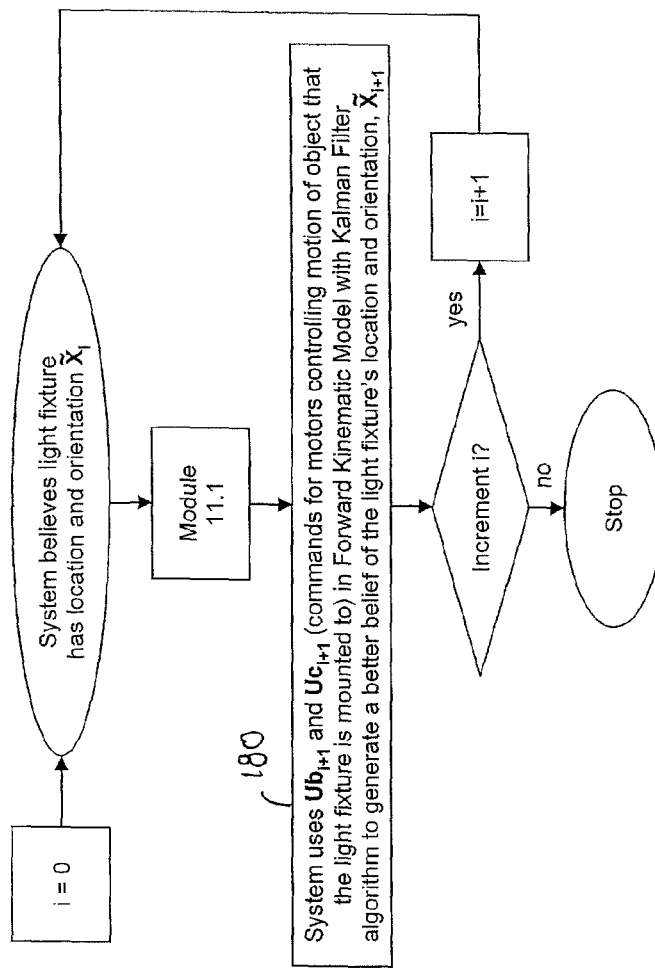 i = 0
System believes light fixture
has location and orientation X̃ᵢ
Module
11.1
180
System uses Ubᵢ₊₁ and Ucᵢ₊₁ (commands for motors controlling motion of object that
the light fixture is mounted to) in Forward Kinematic Model with Kalman Filter
algorithm to generate a better belief of the light fixture's location and orientation, X̃ᵢ₊₁
Increment i?
yes
i=i+1
no
Stop